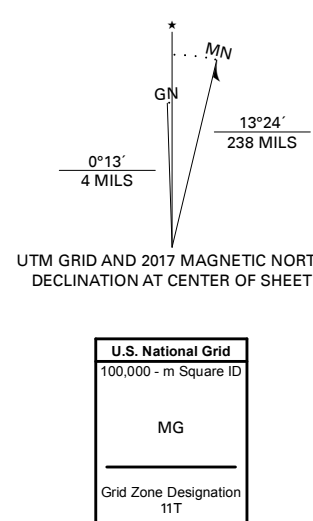 ★
MN
GN
13°24´
238 MILS
0°13´
4 MILS
UTM GRID AND 2017 MAGNETIC NORT
DECLINATION AT CENTER OF SHEET
U.S. National Grid
100,000 - m Square ID
MG
Grid Zone Designation
11T